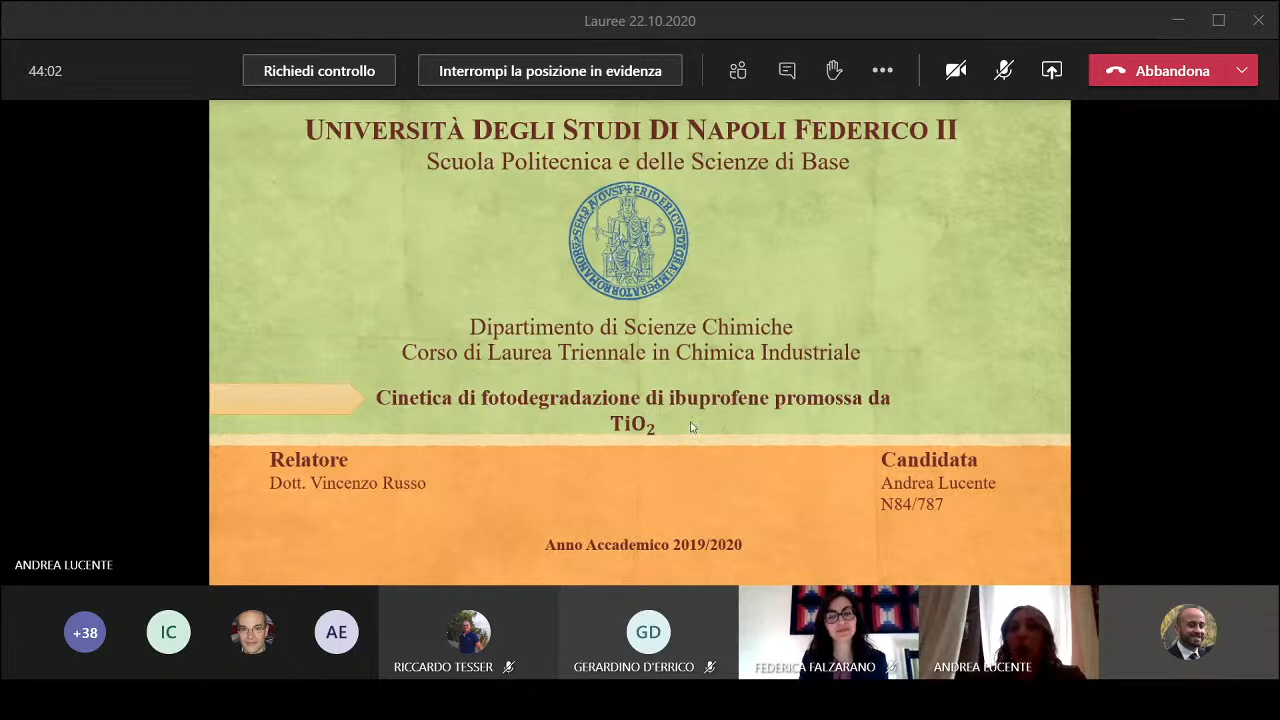 Lauree 22.10.2020
44:02
Richiedi controllo
Interrompi la posizione in evidenza
Abbandona
UNIVERSITÀ DEGLI STUDI DI NAPOLI FEDERICO II
Scuola Politecnica e delle Scienze di Base
Dipartimento di Scienze Chimiche
Corso di Laurea Triennale in Chimica Industriale
Cinetica di fotodegradazione di ibuprofene promossa da
TiO₂
Relatore
Dott. Vincenzo Russo
Candidata
Andrea Lucente
N84/787
Anno Accademico 2019/2020
ANDREA LUCENTE
+38
IC
AE
RICCARDO TESSER
GD
GERARDINO D'ERRICO
FEDERICA FALZARANO
ANDREA LUCENTE